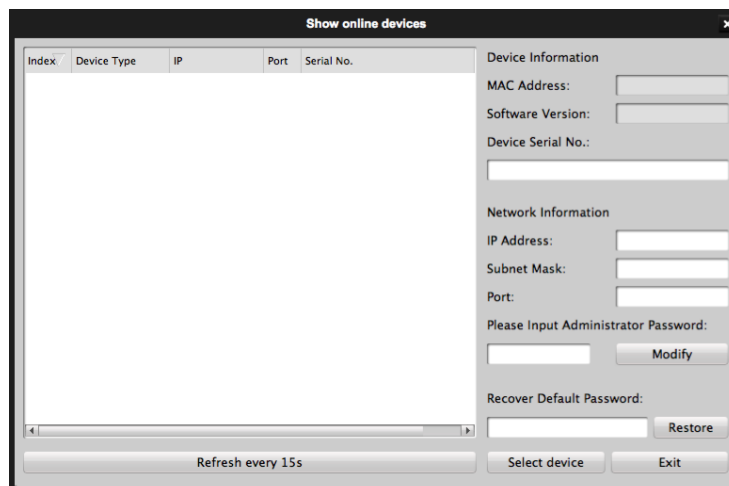 Show online devices
Index Device Type IP Port Serial No.
Device Information
MAC Address:
Software Version:
Device Serial No.:
Network Information
IP Address:
Subnet Mask:
Port:
Please Input Administrator Password:
Modify
Recover Default Password:
Restore
Refresh every 15s
Select device
Exit